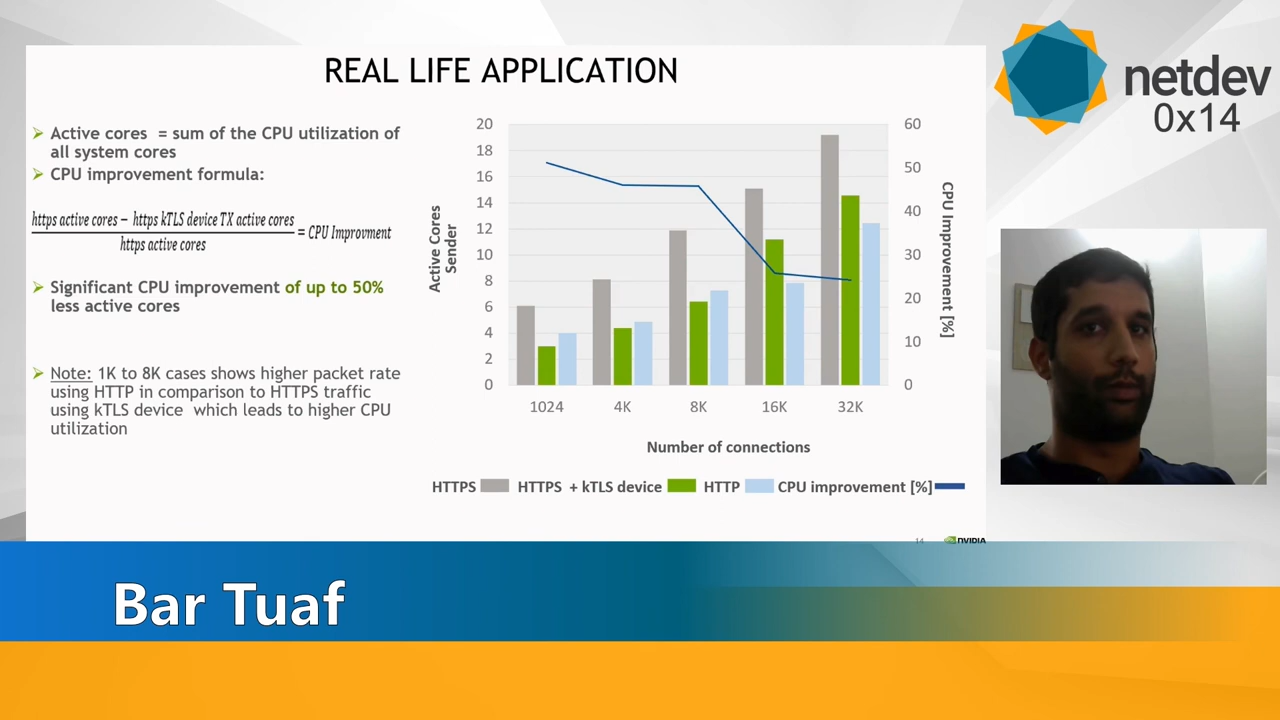 REAL LIFE APPLICATION
netdev
0x14
Active cores = sum of the CPU utilization of
all system cores
CPU improvement formula:
https active cores − https kTLS device TX active cores
https active cores
= CPU Improvment
Significant CPU improvement of up to 50%
less active cores
Note: 1K to 8K cases shows higher packet rate
using HTTP in comparison to HTTPS traffic
using kTLS device which leads to higher CPU
utilization
Active Cores
Sender
20
18
16
14
12
10
8
6
4
2
0
60
50
40
30
20
10
0
CPU Improvement [%]
1024 4K 8K 16K 32K
Number of connections
HTTPS HTTPS + kTLS device HTTP CPU improvement [%]
14 NVIDIA
Bar Tuaf